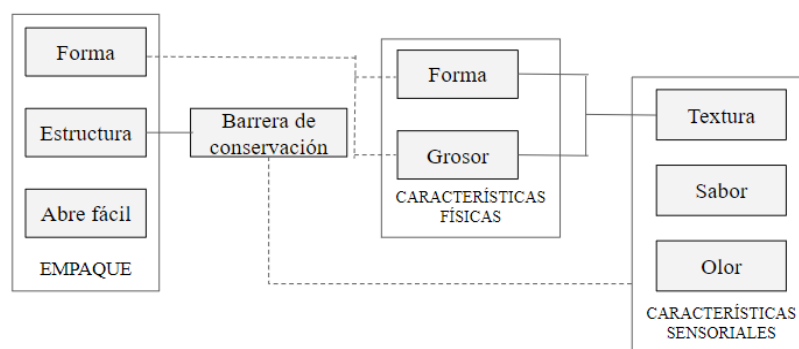 Forma
Estructura
Abre fácil
EMPAQUE
Barrera de
conservación
Forma
Grosor
CARACTERÍSTICAS
FÍSICAS
Textura
Sabor
Olor
CARACTERÍSTICAS
SENSORIALES